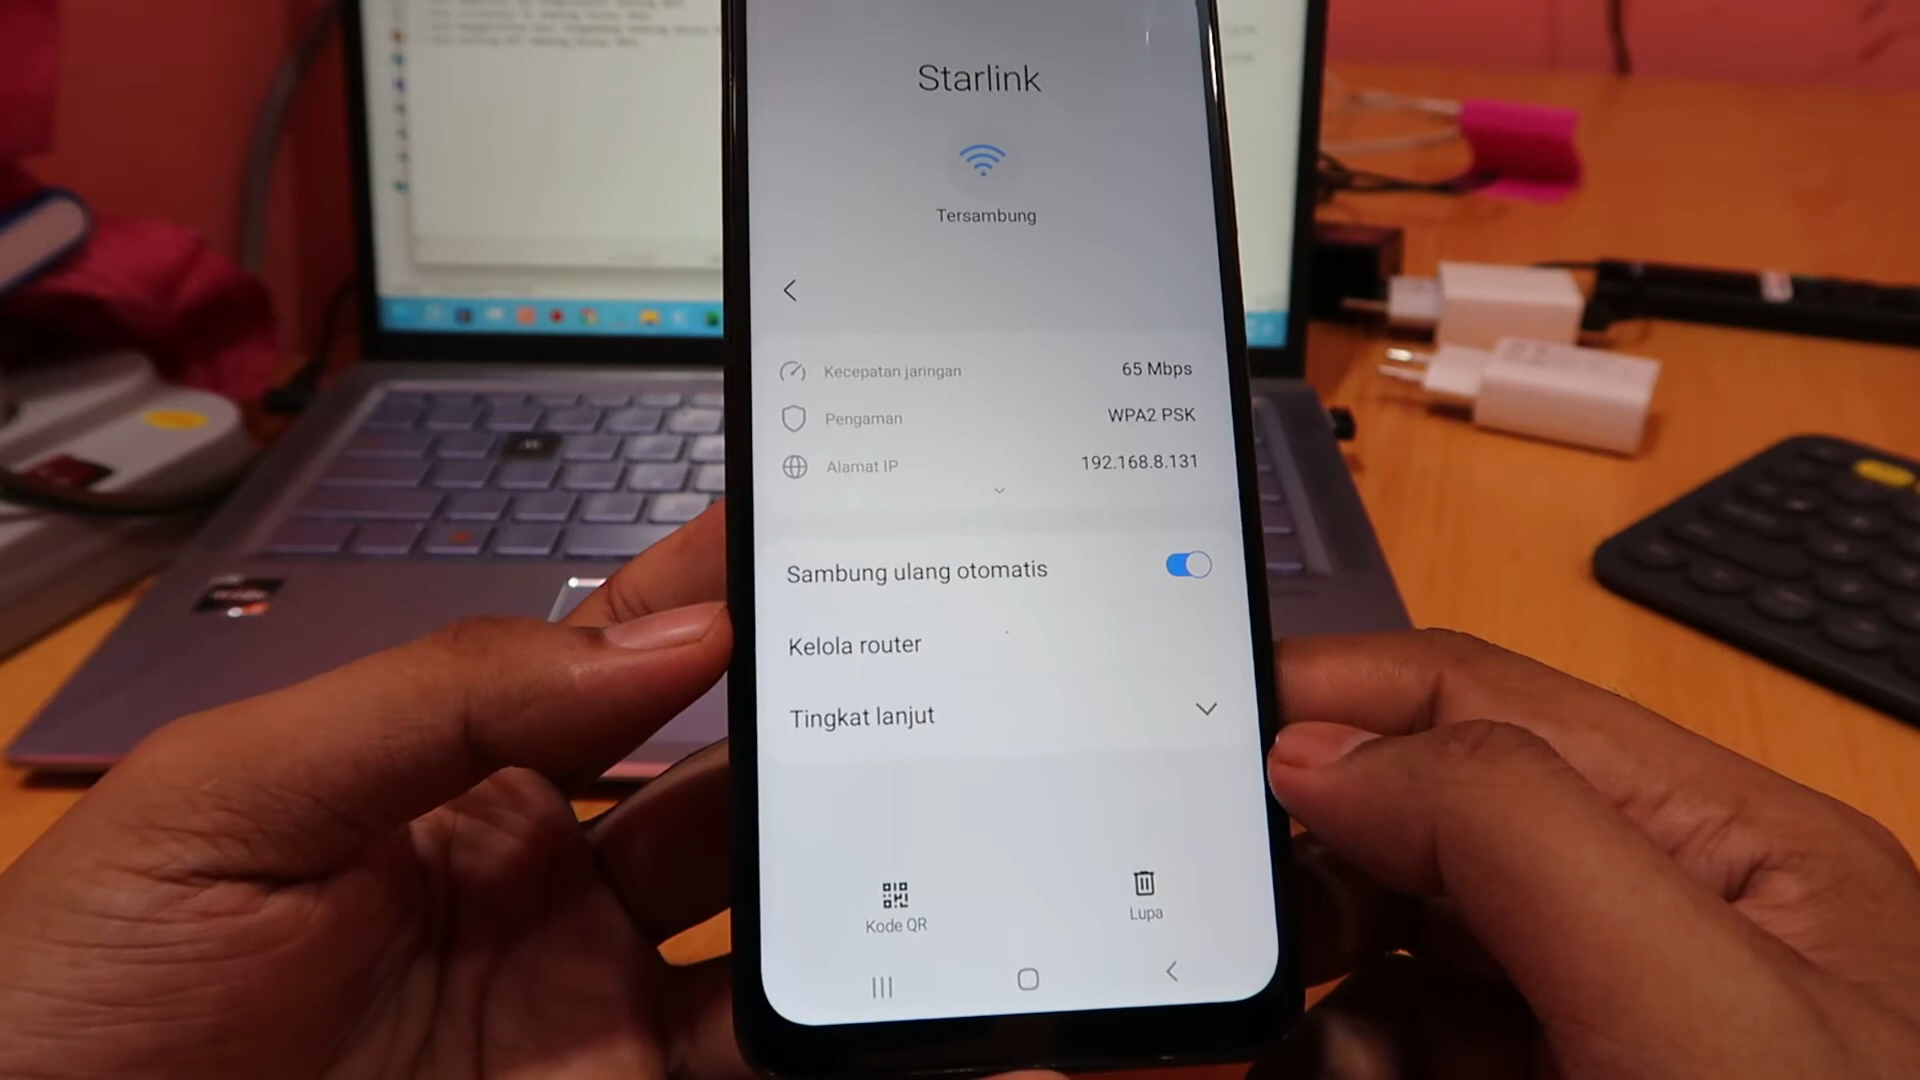 Starlink
Tersambung
Kecepatan jaringan 65 Mbps
Pengaman WPA2 PSK
Alamat IP 192.168.8.131
Sambung ulang otomatis
Kelola router
Tingkat lanjut
Kode QR
Lupa